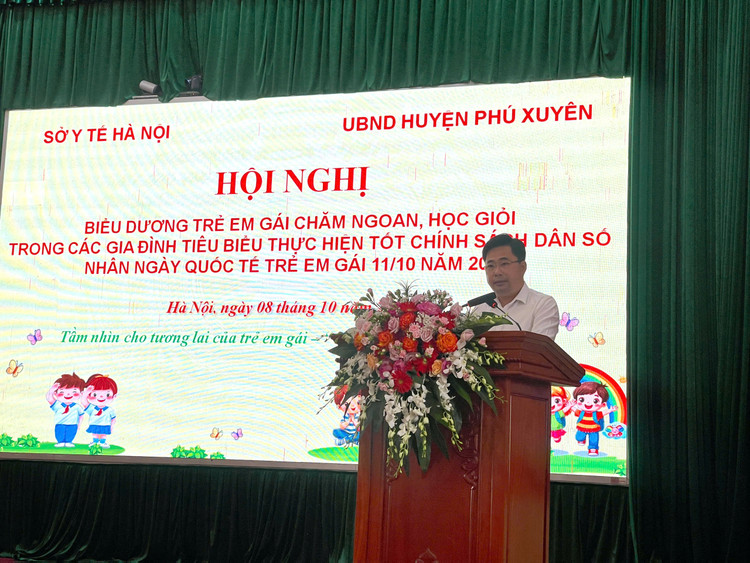 SỞ Y TẾ HÀ NỘI
UBND HUYỆN PHÚ XUYÊN
HỘI NGHỊ
BIỂU DƯƠNG TRẺ EM GÁI CHĂM NGOAN, HỌC GIỎI
TRONG CÁC GIA ĐÌNH TIÊU BIỂU THỰC HIỆN TỐT CHÍNH SÁCH DÂN SỐ
NHÂN NGÀY QUỐC TẾ TRẺ EM GÁI 11/10 NĂM
Hà Nội, ngày 08 tháng 10
Tầm nhìn cho tương lai của trẻ em gái –